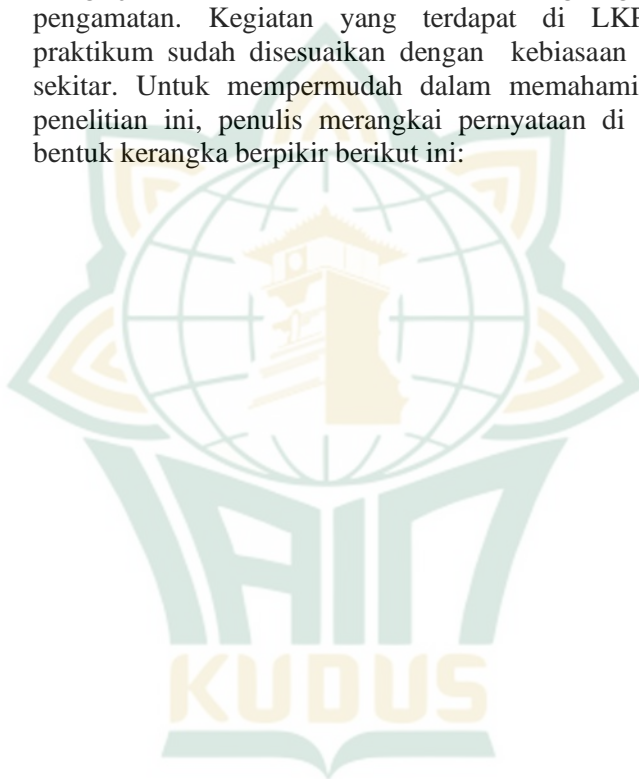 pengamatan. Kegiatan yang terdapat di
praktikum sudah disesuaikan dengan kebiasaan
sekitar. Untuk mempermudah dalam memahami
penelitian ini, penulis merangkai pernyataan di
bentuk kerangka berpikir berikut ini:
IAIN
KUDUS